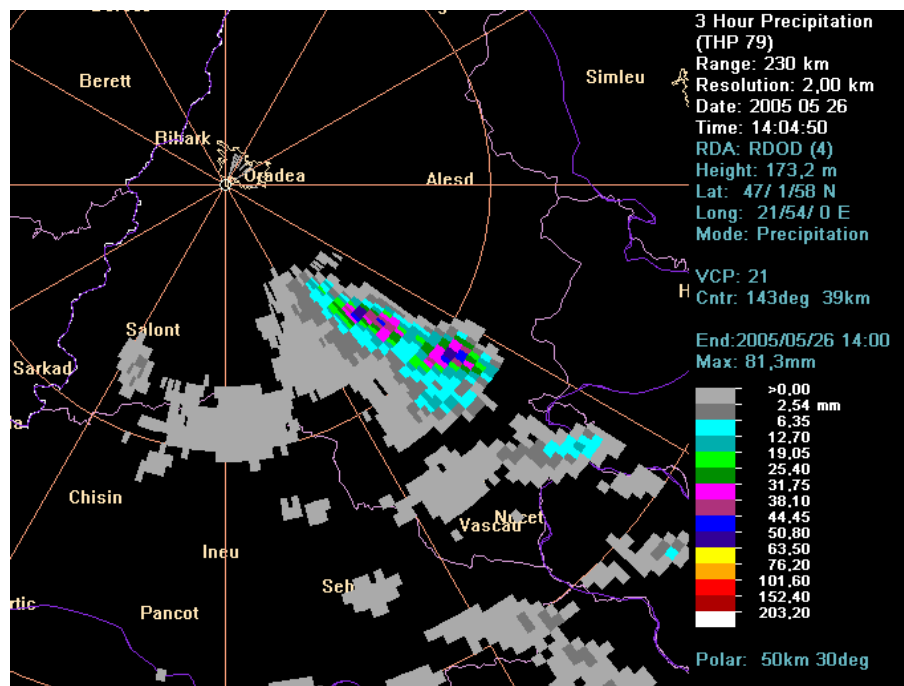 3 Hour Precipitation
(THP 79)
Range: 230 km
Resolution: 2,00 km
Date: 2005 05 26
Time: 14:04:50
RDA: RDOD (4)
Height: 173,2 m
Lat: 47/ 1/58 N
Long: 21/54/ 0 E
Mode: Precipitation
VCP: 21
Cntr: 143deg 39km
End:2005/05/26 14:00
Max: 81,3mm
>0,00
2,54 mm
6,35
12,70
19,05
25,40
31,75
38,10
44,45
50,80
63,50
76,20
101,60
152,40
203,20
Polar: 50km 30deg
Simleu
Berett
Bihark
Oradea
Alesd
H
Salont
Sarkad
ia
Chisin
Nucet
Vascau
Ineu
Seb
rtic
Pancot